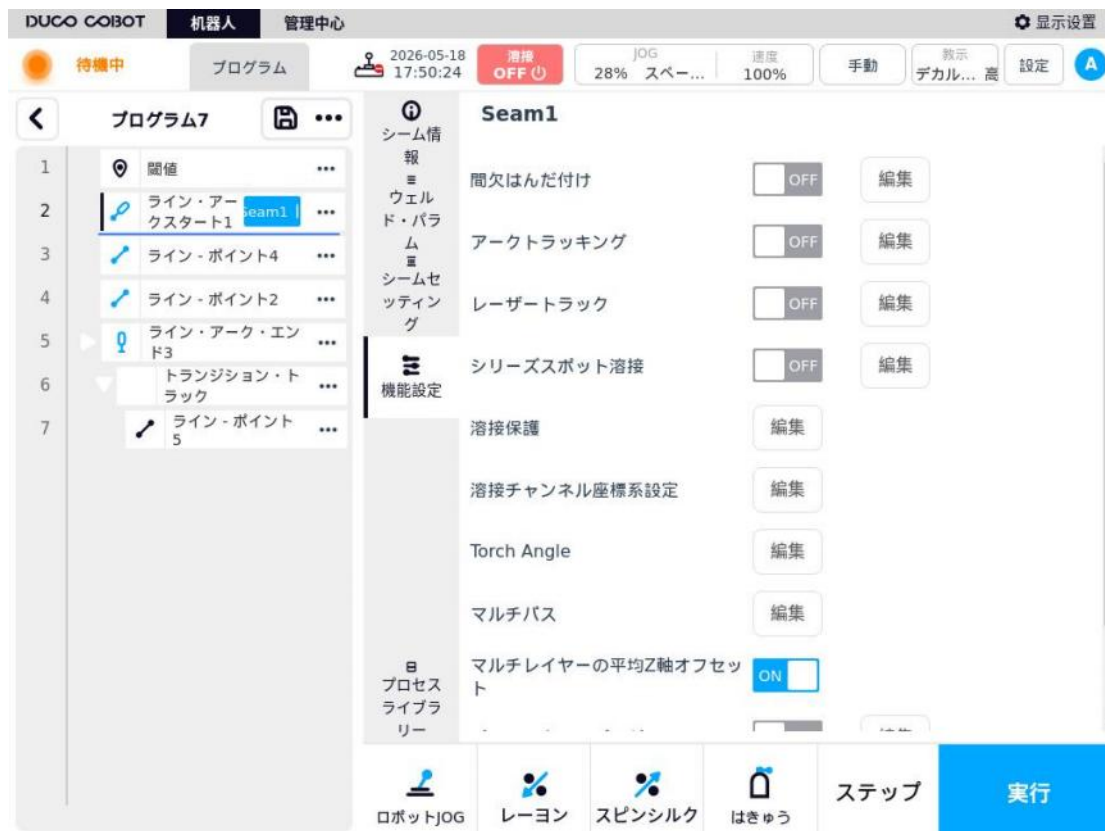 DUCO COBOT 机器人 管理中心 显示设置
待機中 プログラム 2026-05-18 17:50:24 溶接 OFF JOG 28% スペー... 速度 100% 手動 教示 デカル... 高 設定 A
プログラム7
1 閾値
2 ライン・アー
クスタート1 Seam1
3 ライン - ポイント4
4 ライン - ポイント2
5 ライン・アーク・エン
ド3
6 トランジション・ト
ラック
7 ライン - ポイント
5
シーム情
報
ウェル
ド・パラ
ム
シームセ
ッティン
グ
機能設定
プロセス
ライブラ
リー
Seam1
間欠はんだ付け OFF 編集
アークトラッキング OFF 編集
レーザートラック OFF 編集
シリーズスポット溶接 OFF 編集
溶接保護 編集
溶接チャンネル座標系設定 編集
Torch Angle 編集
マルチパス 編集
マルチレイヤーの平均Z軸オフセッ
ト ON
ロボットJOG レーヨン スピンシルク はきゅう ステップ 実行